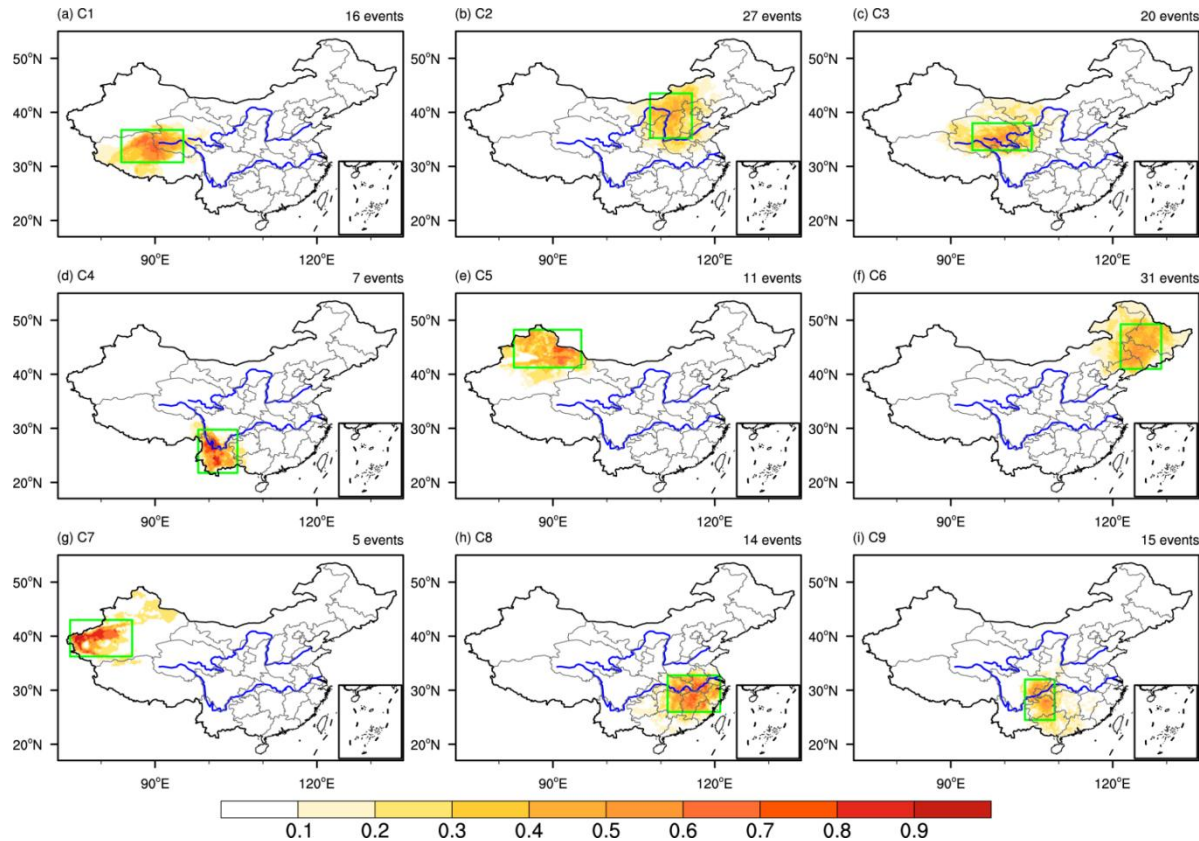 (a) C1 16 events (b) C2 27 events (c) C3 20 events
50°N 50°N 50°N
40°N 40°N 40°N
30°N 30°N 30°N
20°N 20°N 20°N
90°E 120°E 90°E 120°E 90°E 120°E
(d) C4 7 events (e) C5 11 events (f) C6 31 events
50°N 50°N 50°N
40°N 40°N 40°N
30°N 30°N 30°N
20°N 20°N 20°N
90°E 120°E 90°E 120°E 90°E 120°E
(g) C7 5 events (h) C8 14 events (i) C9 15 events
50°N 50°N 50°N
40°N 40°N 40°N
30°N 30°N 30°N
20°N 20°N 20°N
90°E 120°E 90°E 120°E 90°E 120°E
0.1 0.2 0.3 0.4 0.5 0.6 0.7 0.8 0.9